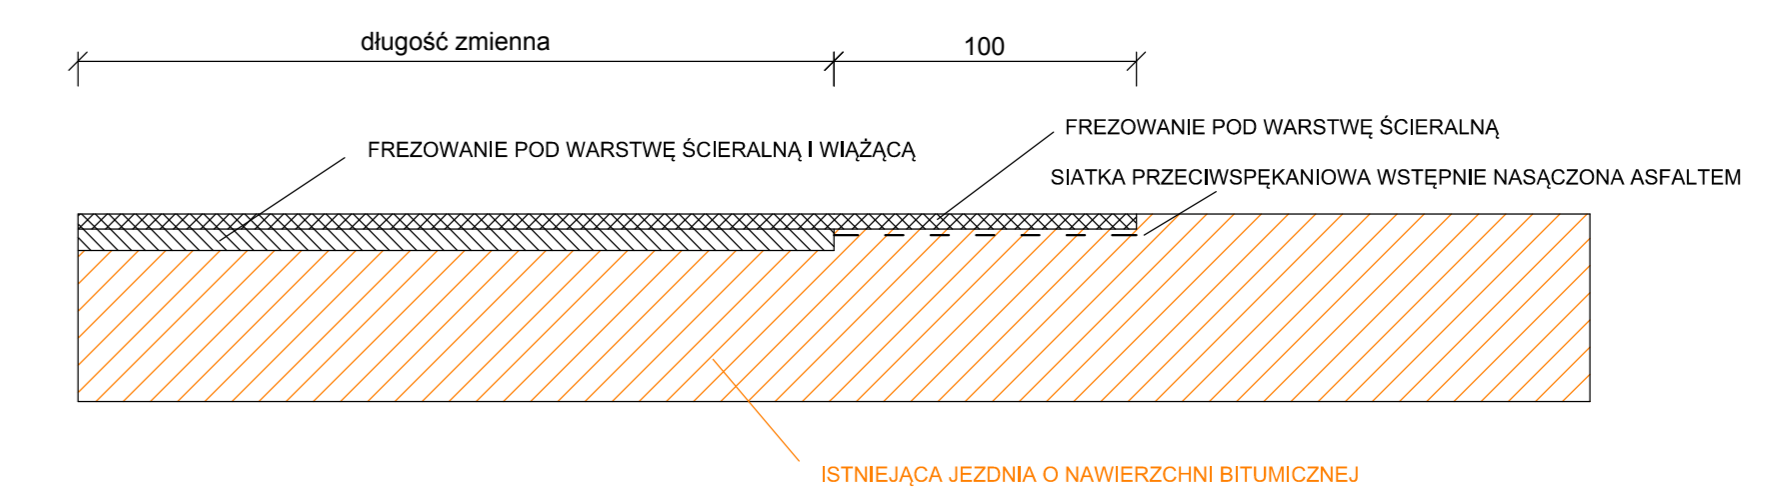 długość zmienna
100
FREZOWANIE POD WARSTWĘ ŚCIERALNĄ
FREZOWANIE POD WARSTWĘ ŚCIERALNĄ I WIĄŻĄCĄ
SIATKA PRZECIWSPĘKANIOWA WSTĘPNIE NASĄCZONA ASFALTEM
ISTNIEJĄCA JEZDNIA O NAWIERZCHNI BITUMICZNEJ